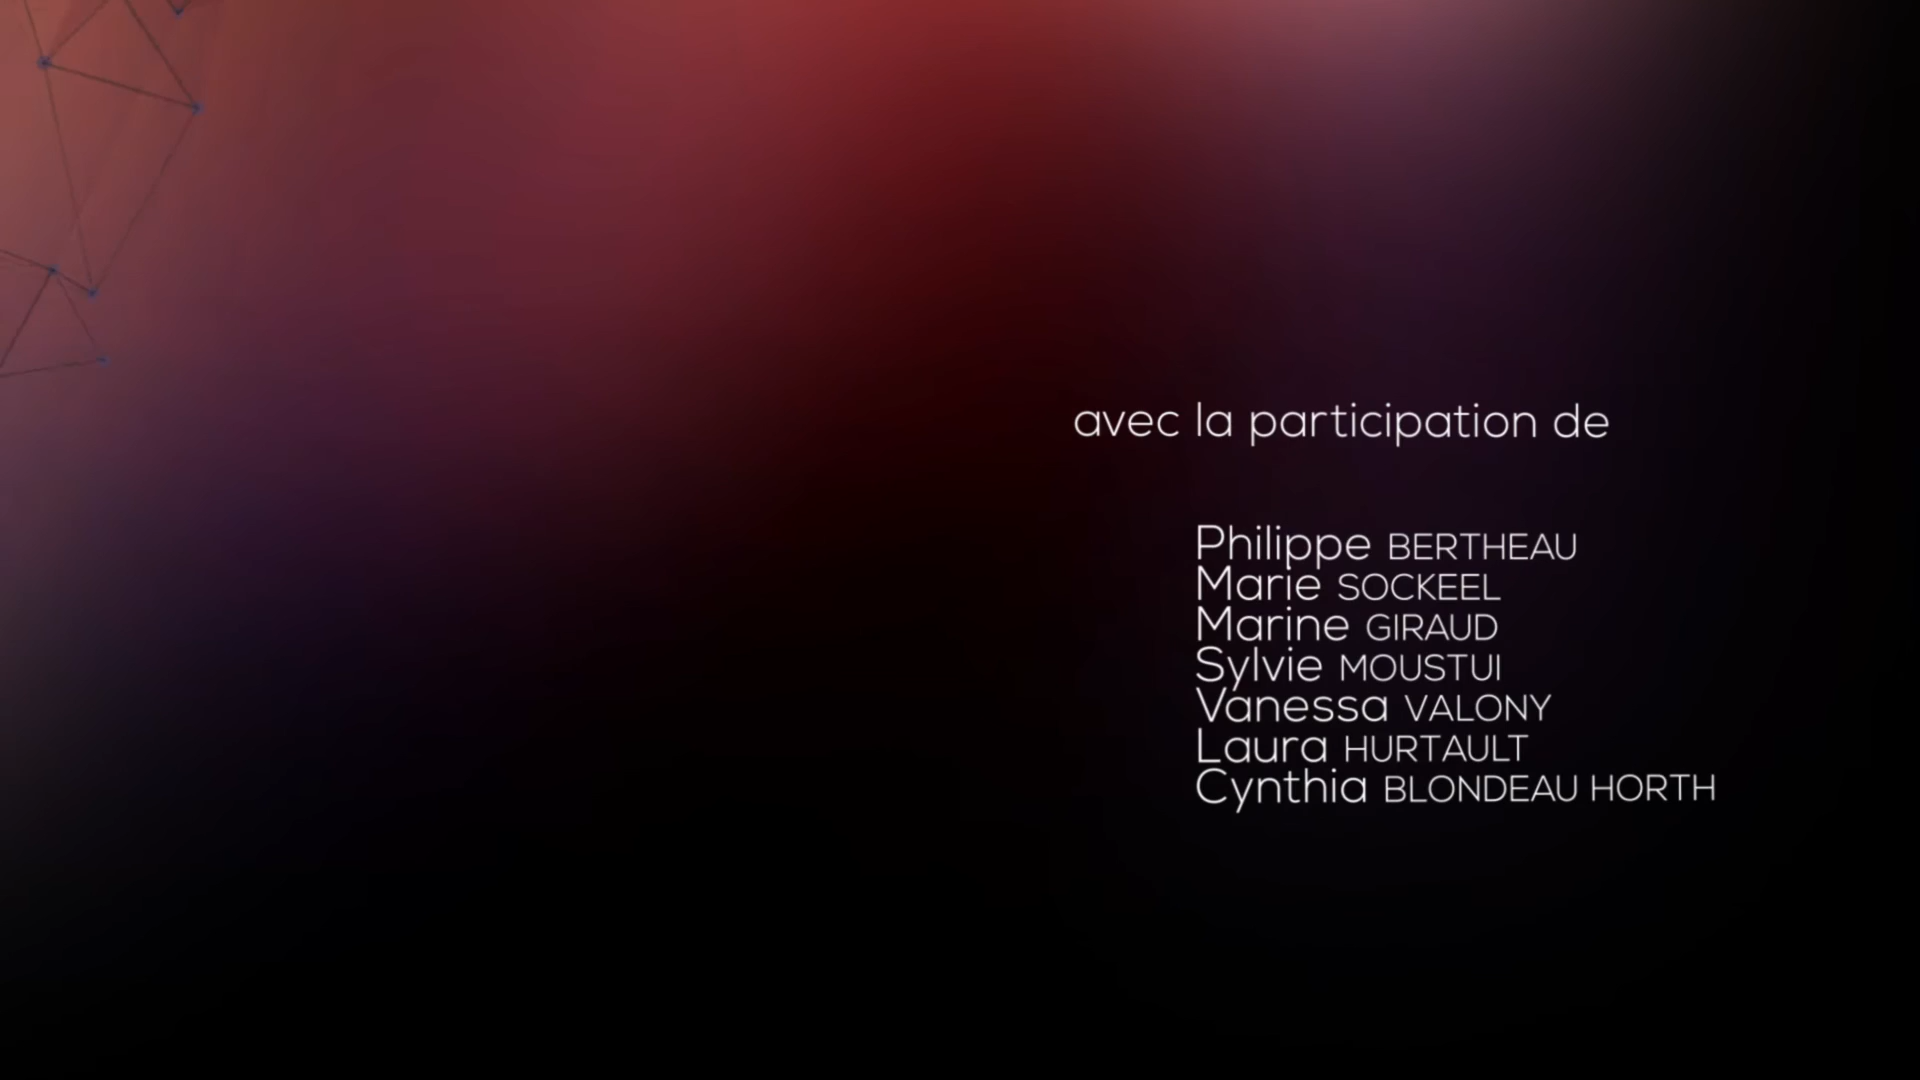 avec la participation de
Philippe BERTHEAU
Marie SOCKEEL
Marine GIRAUD
Sylvie MOUSTUI
Vanessa VALONY
Laura HURTAULT
Cynthia BLONDEAU HORTH